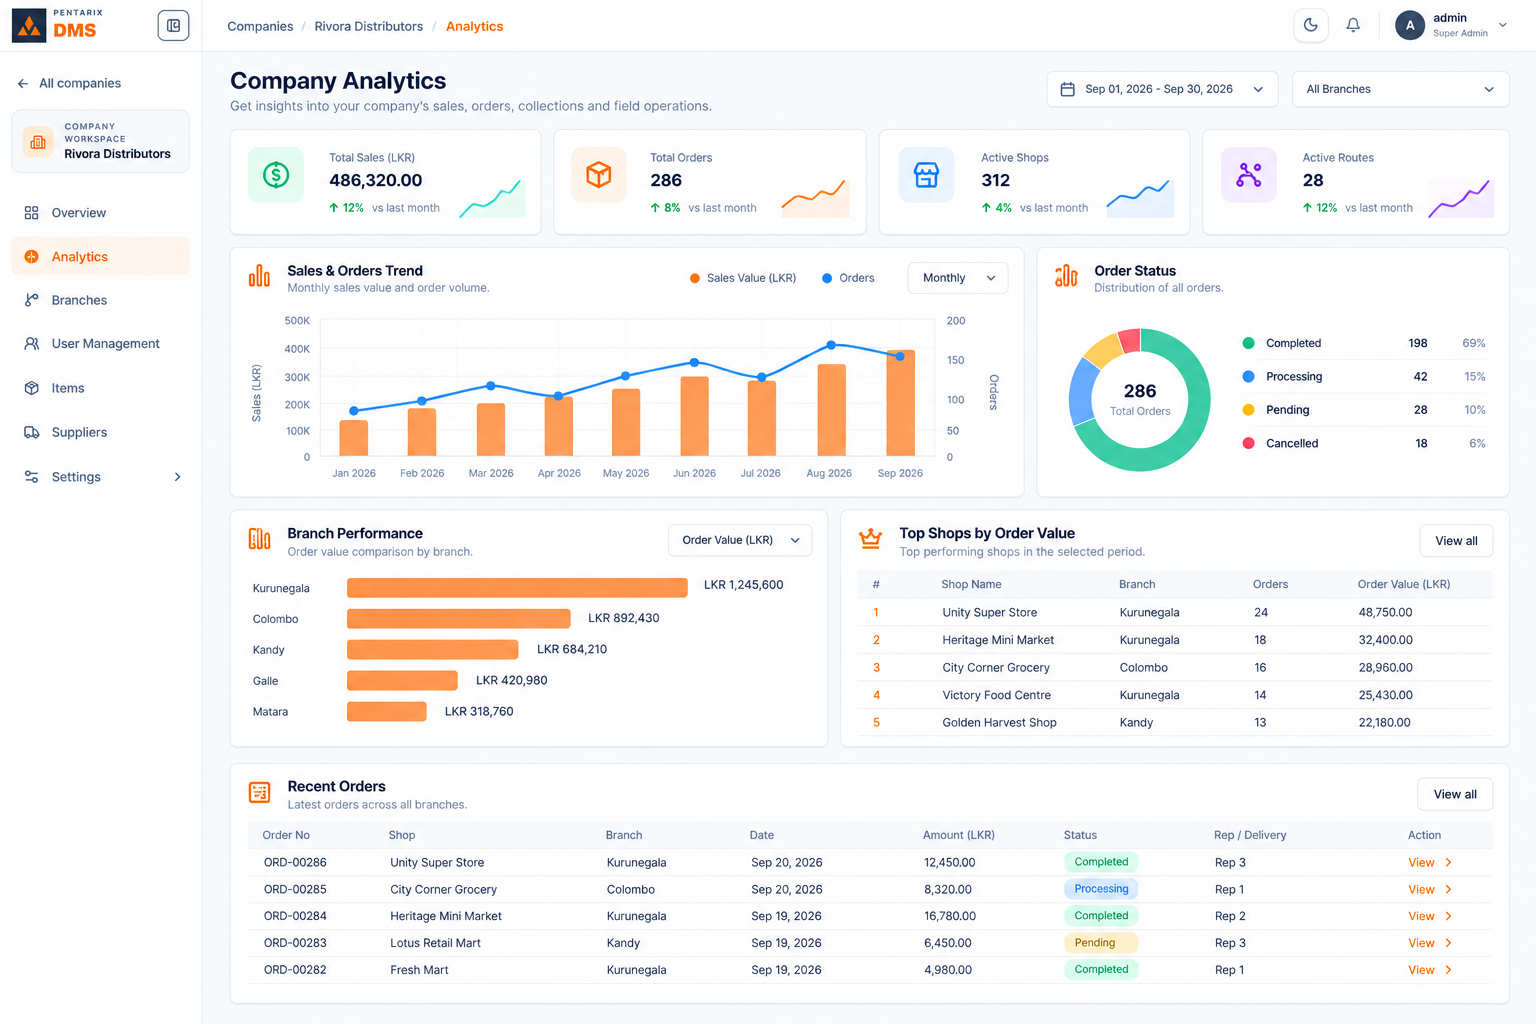 PENTARIX
DMS
Companies / Rivora Distributors / Analytics
A
admin
Super Admin
All companies
COMPANY
WORKSPACE
Rivora Distributors
Overview
Analytics
Branches
User Management
Items
Suppliers
Settings
Company Analytics
Get insights into your company's sales, orders, collections and field operations.
Sep 01, 2026 - Sep 30, 2026
All Branches
Total Sales (LKR)
486,320.00
↑ 12% vs last month
Total Orders
286
↑ 8% vs last month
Active Shops
312
↑ 4% vs last month
Active Routes
28
↑ 12% vs last month
Sales & Orders Trend
Monthly sales value and order volume.
Sales Value (LKR)
Orders
Monthly
Sales (LKR)
500K
400K
300K
200K
100K
0
200
150
100
50
0
Orders
Jan 2026 Feb 2026 Mar 2026 Apr 2026 May 2026 Jun 2026 Jul 2026 Aug 2026 Sep 2026
Order Status
Distribution of all orders.
286
Total Orders
Completed 198 69%
Processing 42 15%
Pending 28 10%
Cancelled 18 6%
Branch Performance
Order value comparison by branch.
Order Value (LKR)
Kurunegala LKR 1,245,600
Colombo LKR 892,430
Kandy LKR 684,210
Galle LKR 420,980
Matara LKR 318,760
Top Shops by Order Value
Top performing shops in the selected period.
View all
# Shop Name Branch Orders Order Value (LKR)
1 Unity Super Store Kurunegala 24 48,750.00
2 Heritage Mini Market Kurunegala 18 32,400.00
3 City Corner Grocery Colombo 16 28,960.00
4 Victory Food Centre Kurunegala 14 25,430.00
5 Golden Harvest Shop Kandy 13 22,180.00
Recent Orders
Latest orders across all branches.
View all
Order No Shop Branch Date Amount (LKR) Status Rep / Delivery Action
ORD-00286 Unity Super Store Kurunegala Sep 20, 2026 12,450.00 Completed Rep 3 View
ORD-00285 City Corner Grocery Colombo Sep 20, 2026 8,320.00 Processing Rep 1 View
ORD-00284 Heritage Mini Market Kurunegala Sep 19, 2026 16,780.00 Completed Rep 2 View
ORD-00283 Lotus Retail Mart Kandy Sep 19, 2026 6,450.00 Pending Rep 3 View
ORD-00282 Fresh Mart Kurunegala Sep 19, 2026 4,980.00 Completed Rep 1 View